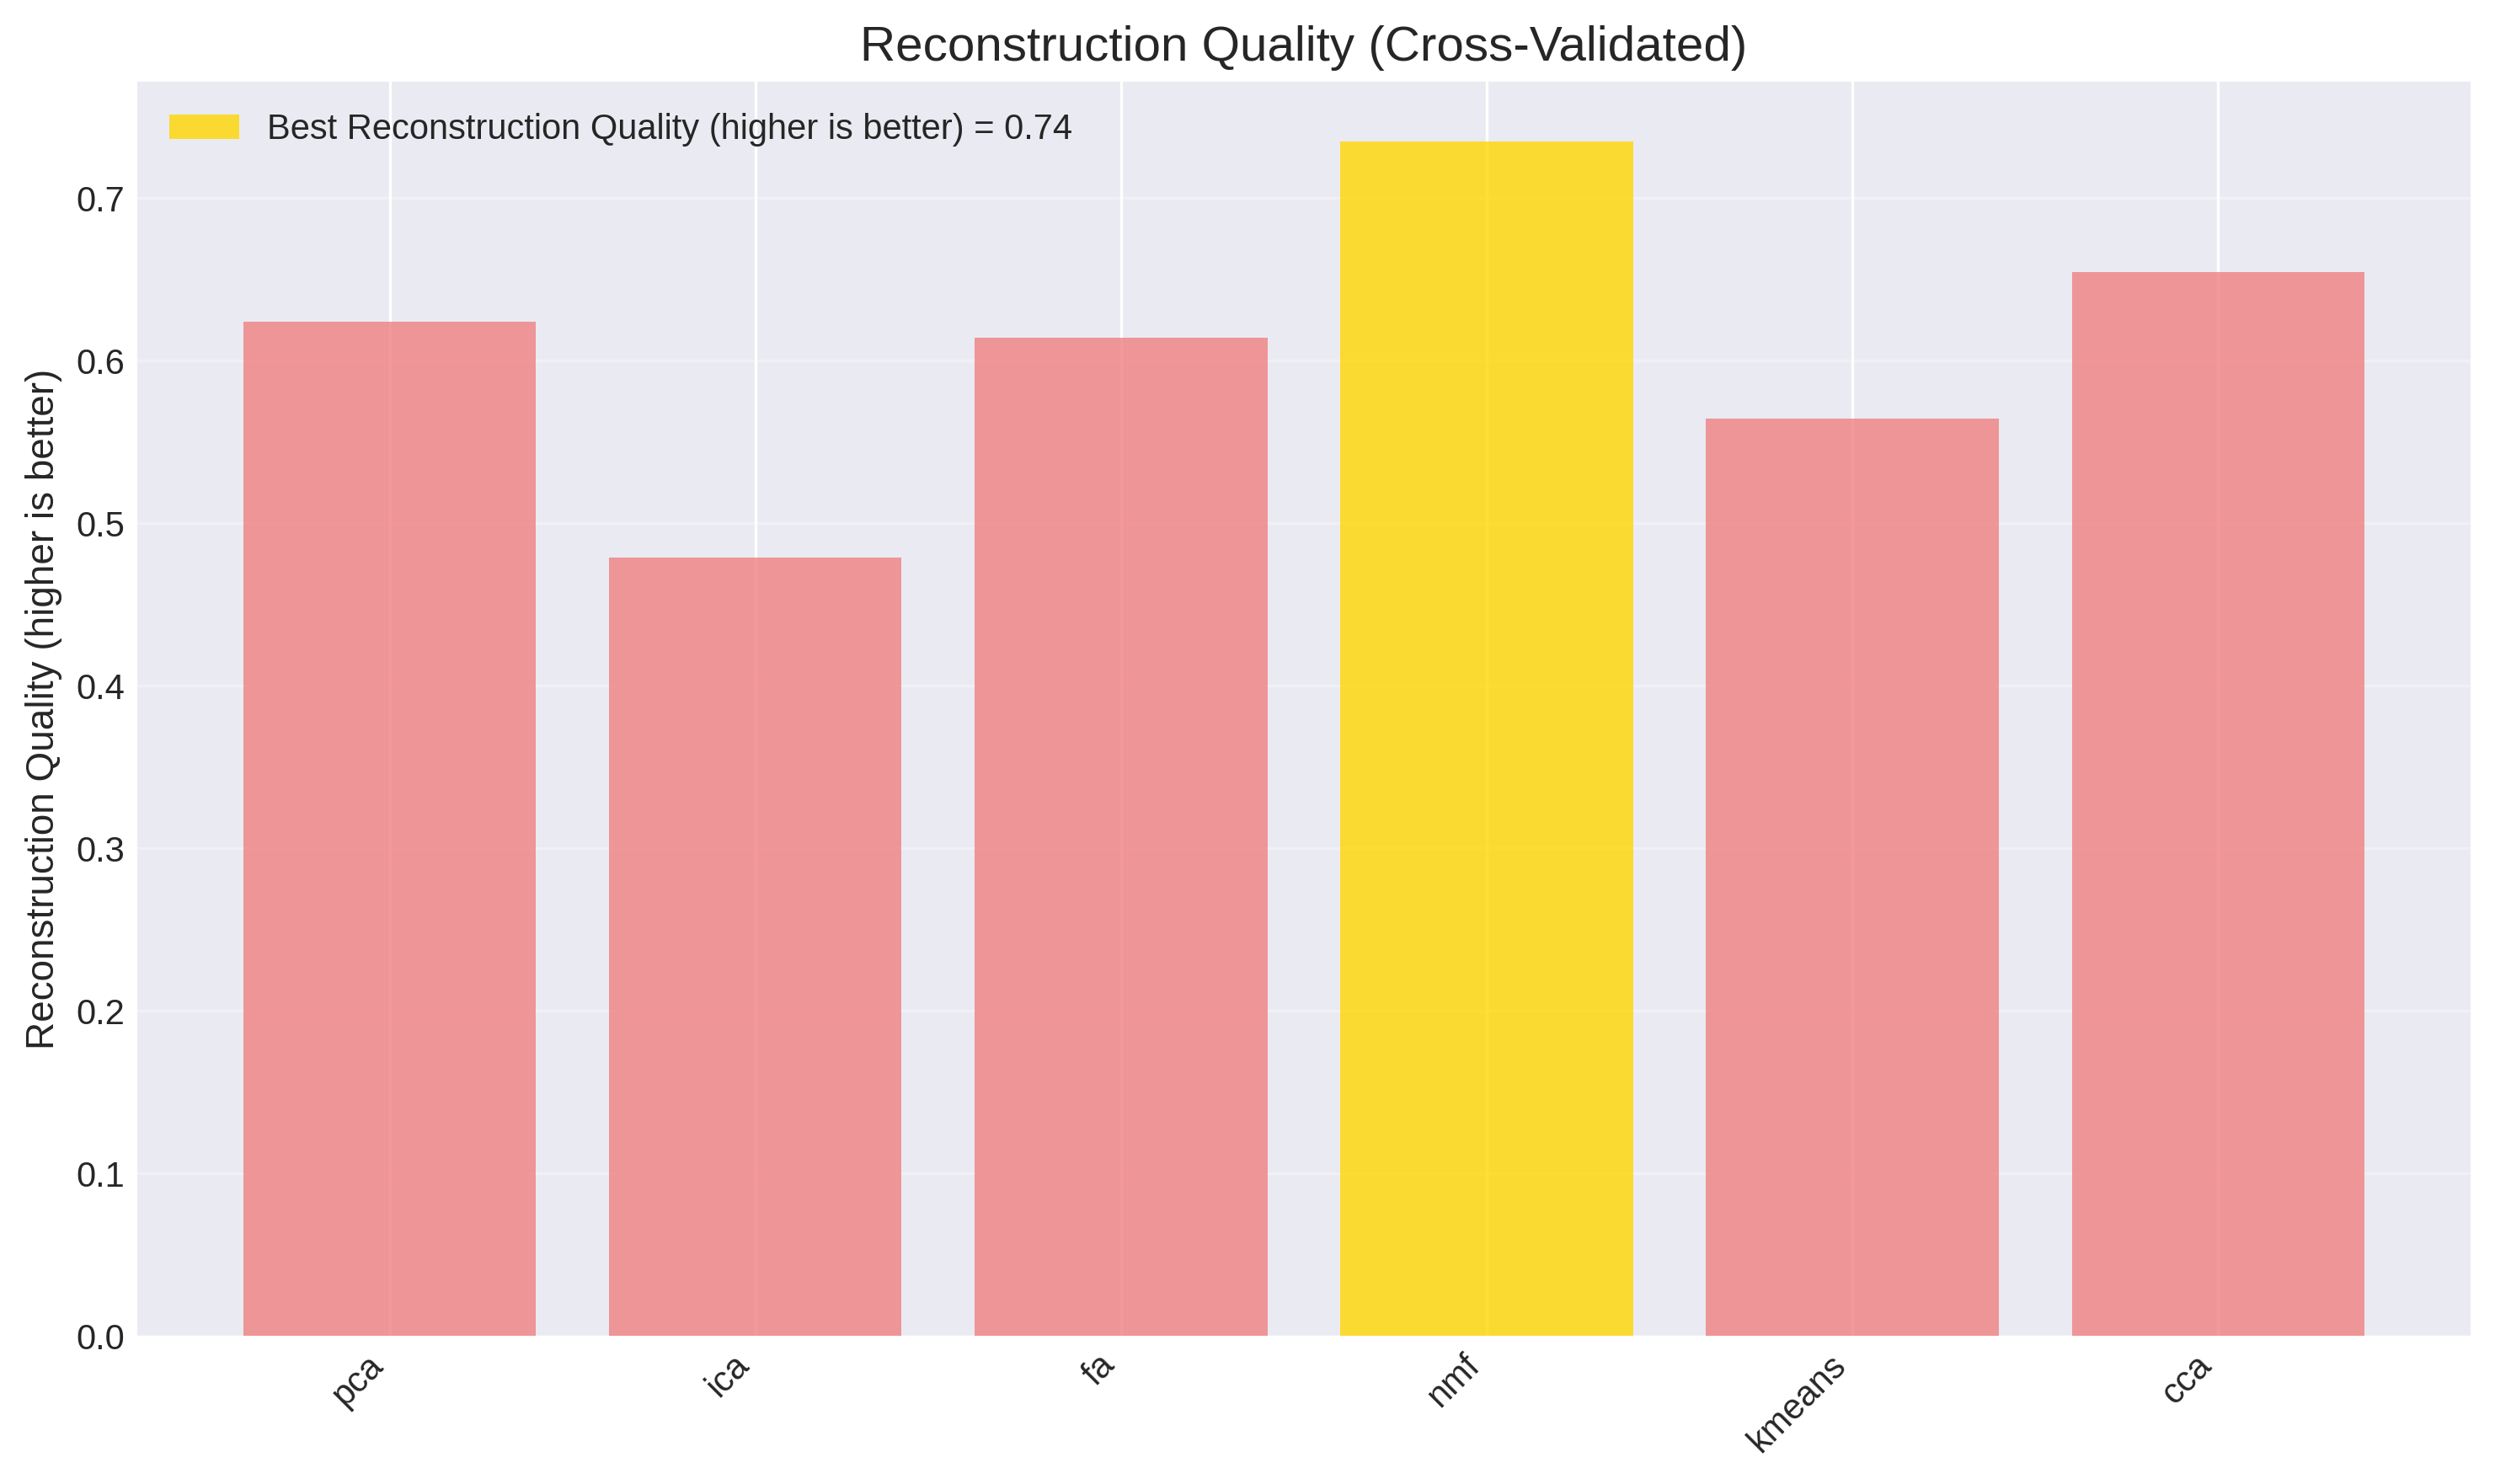 Reconstruction Quality (Cross-Validated)
Best Reconstruction Quality (higher is better) = 0.74
Reconstruction Quality (higher is better)
0.7
0.6
0.5
0.4
0.3
0.2
0.1
0.0
pca
ica
fa
nmf
kmeans
cca